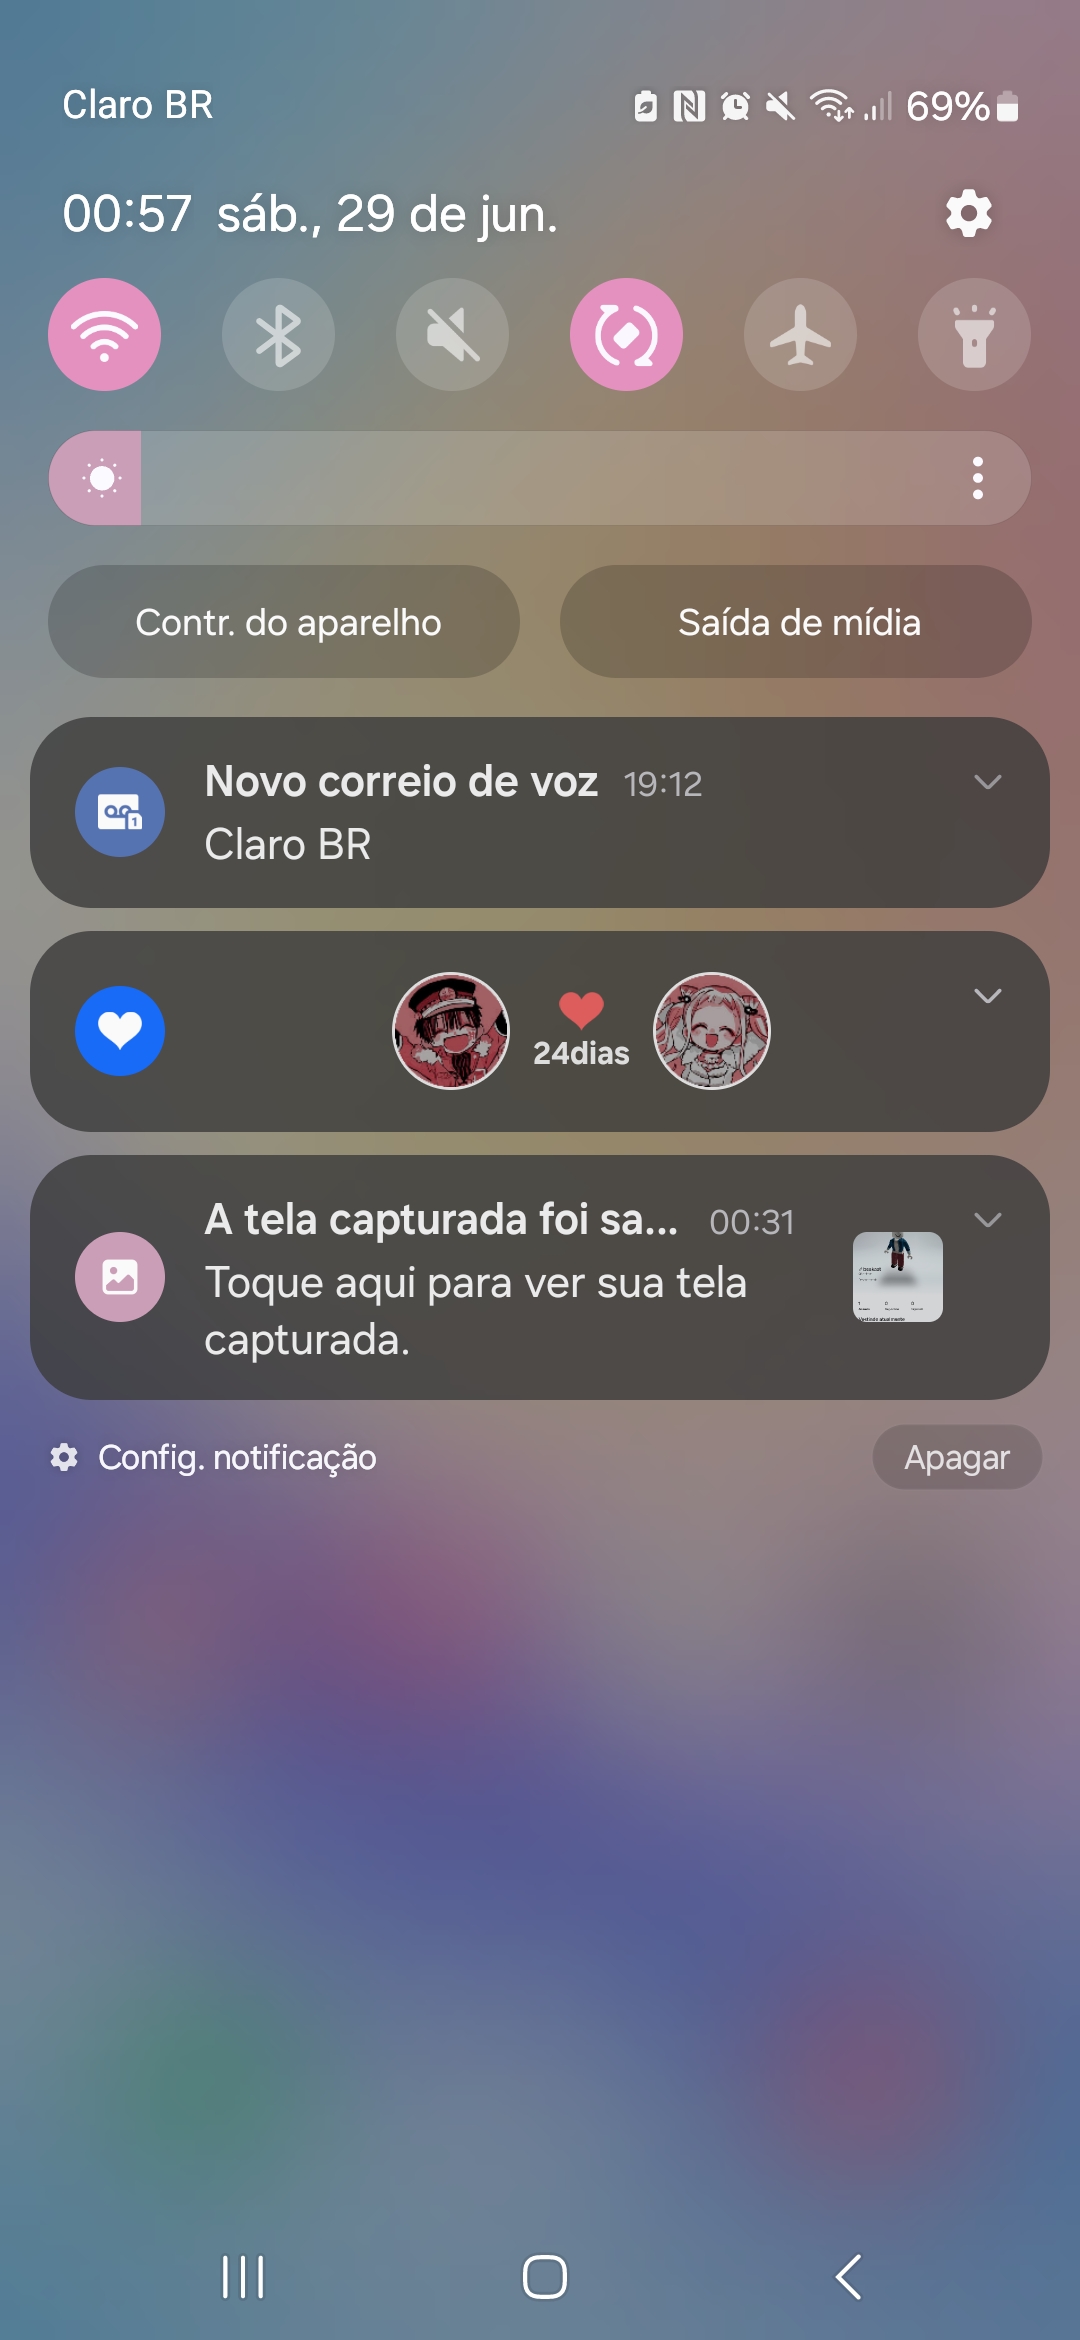 Claro BR
69%
00:57 sáb., 29 de jun.
Contr. do aparelho
Saída de mídia
Novo correio de voz 19:12
Claro BR
24dias
A tela capturada foi sa... 00:31
Toque aqui para ver sua tela
capturada.
Config. notificação
Apagar